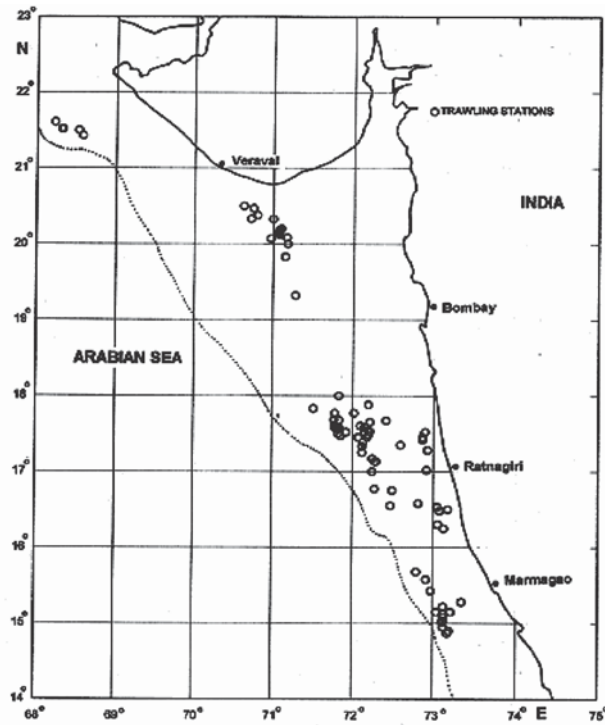 23°
N
22
21
20
19
18
17
16
15
14
TRAWLING STATIONS
Veraval
INDIA
Bombay
ARABIAN SEA
Ratnagiri
Marmagao
68° 69° 70° 71° 72° 73° 74° 75°
E